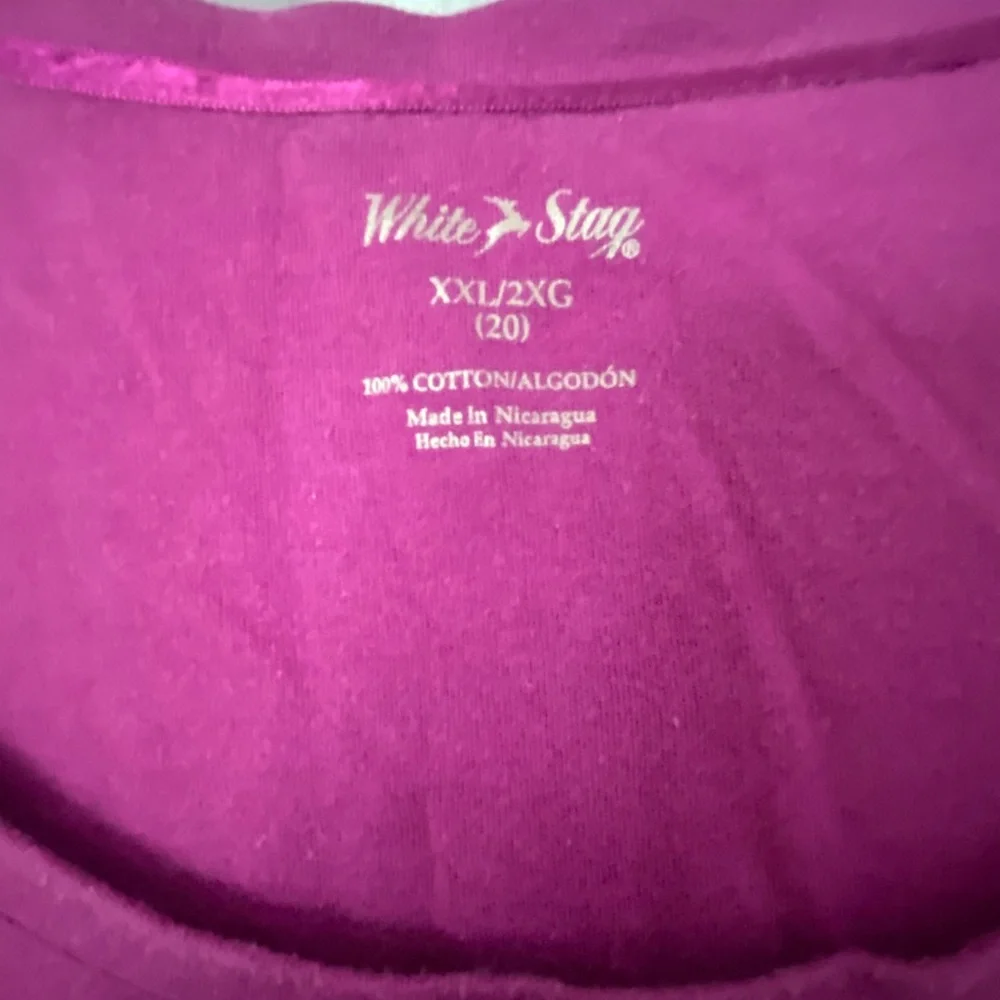 White Stag®
XXL/2XG
(20)
100% COTTON/ALGODÓN
Made In Nicaragua
Hecho En Nicaragua